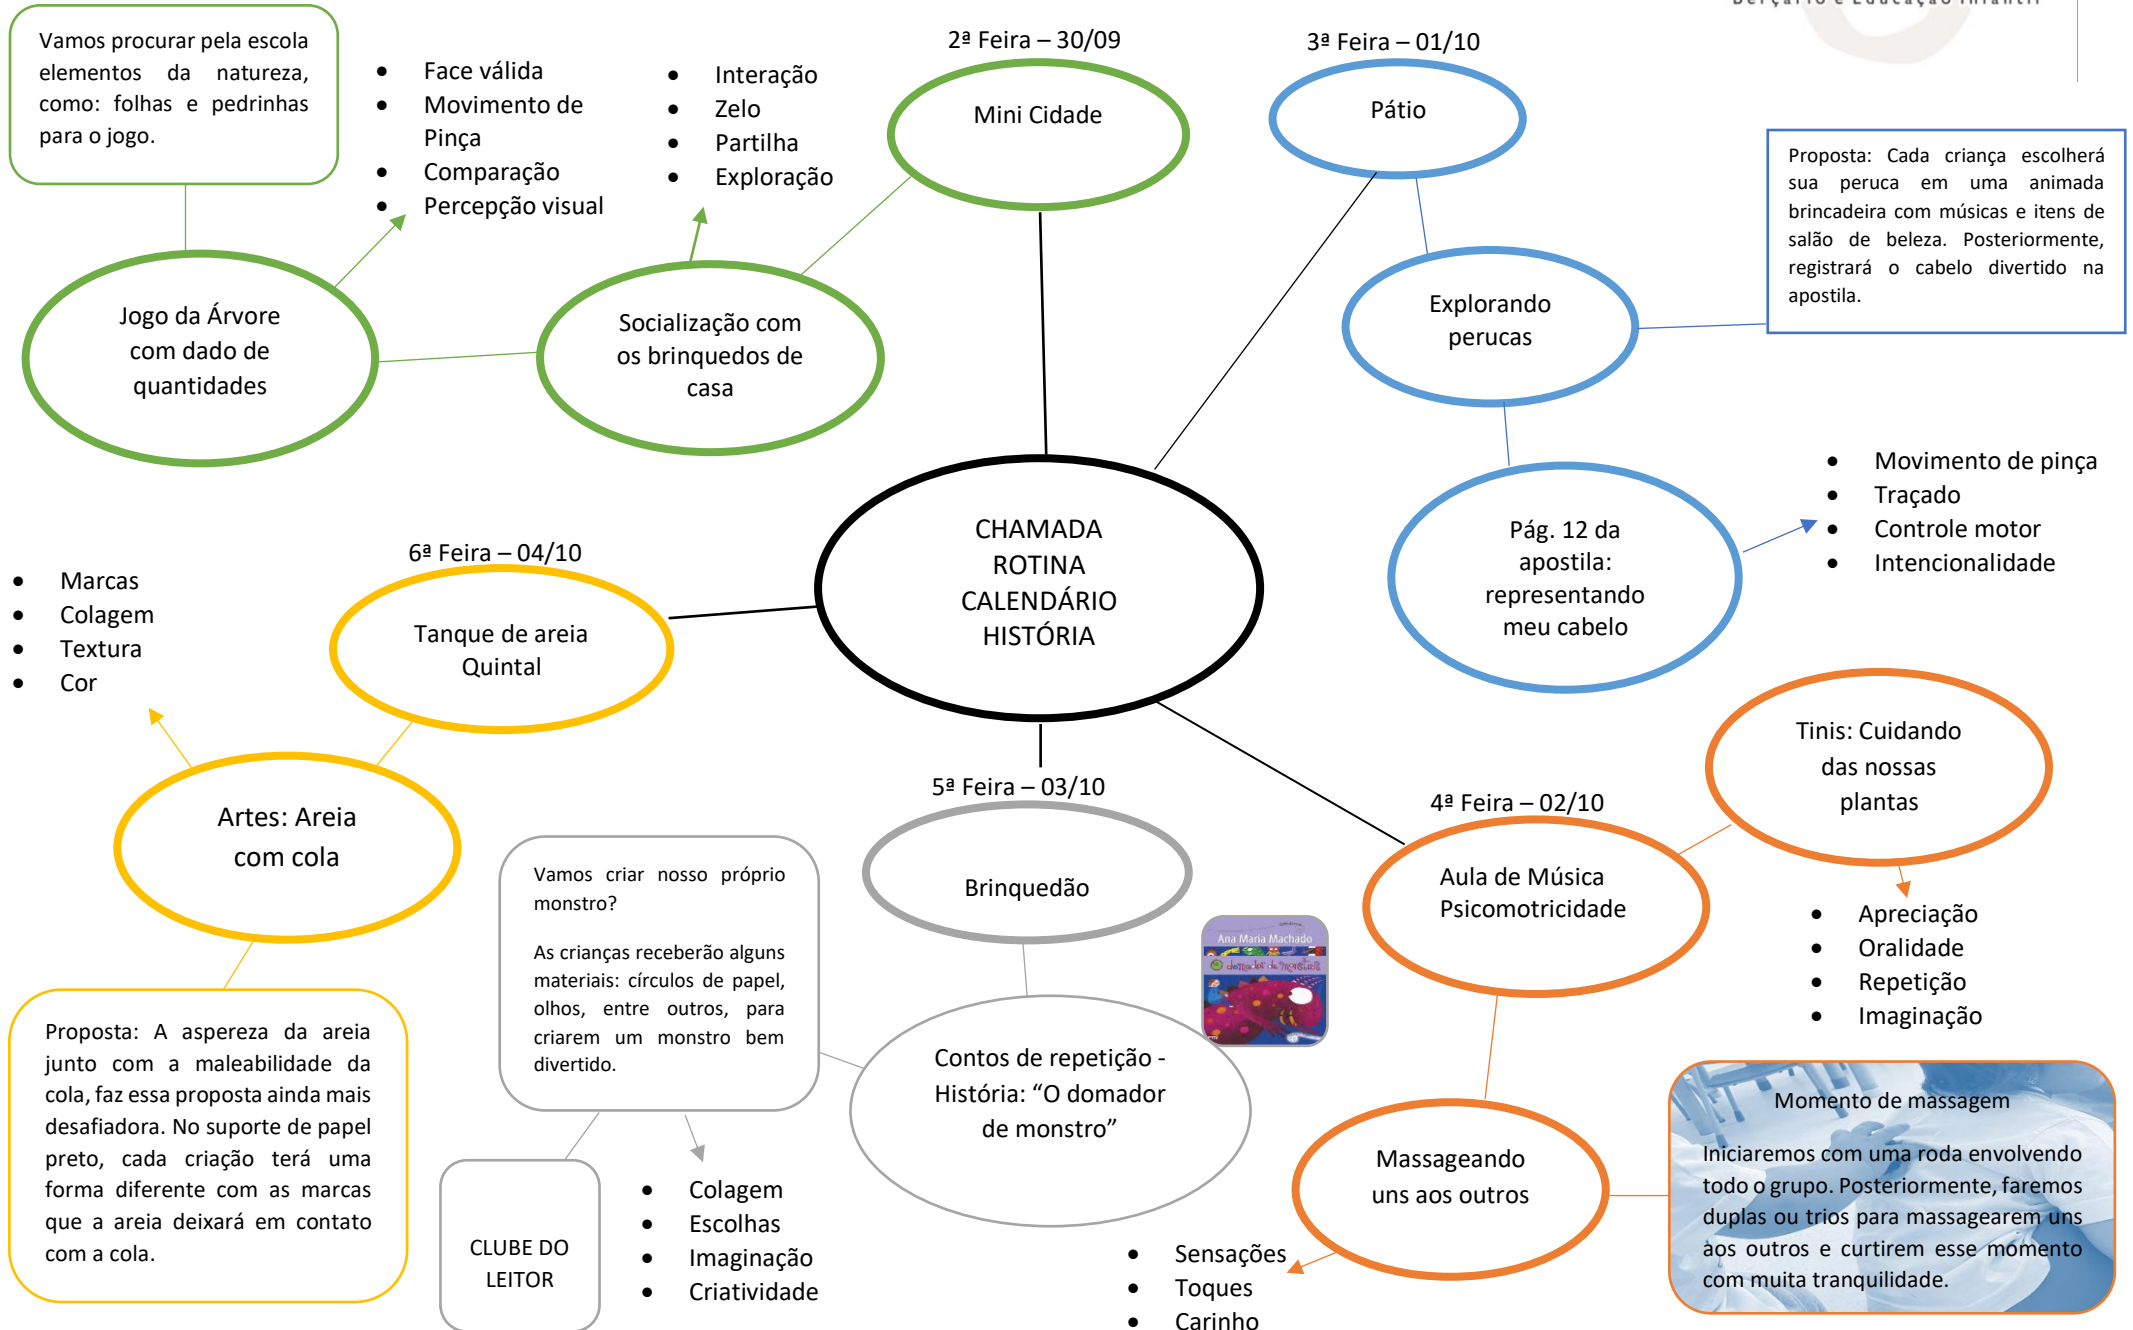 Berçário e Educação Infantil
Vamos procurar pela escola
elementos da natureza,
como: folhas e pedrinhas
para o jogo.
• Face válida
• Movimento de
Pinça
• Comparação
• Percepção visual
• Interação
• Zelo
• Partilha
• Exploração
2ª Feira – 30/09
Mini Cidade
3ª Feira – 01/10
Pátio
Proposta: Cada criança escolherá
sua peruca em uma animada
brincadeira com músicas e itens de
salão de beleza. Posteriormente,
registrará o cabelo divertido na
apostila.
Jogo da Árvore
com dado de
quantidades
Socialização com
os brinquedos de
casa
Explorando
perucas
CHAMADA
ROTINA
CALENDÁRIO
HISTÓRIA
Pág. 12 da
apostila:
representando
meu cabelo
• Movimento de pinça
• Traçado
• Controle motor
• Intencionalidade
6ª Feira – 04/10
Tanque de areia
Quintal
• Marcas
• Colagem
• Textura
• Cor
Artes: Areia
com cola
Proposta: A aspereza da areia
junto com a maleabilidade da
cola, faz essa proposta ainda mais
desafiadora. No suporte de papel
preto, cada criação terá uma
forma diferente com as marcas
que a areia deixará em contato
com a cola.
5ª Feira – 03/10
Brinquedão
Vamos criar nosso próprio
monstro?
As crianças receberão alguns
materiais: círculos de papel,
olhos, entre outros, para
criarem um monstro bem
divertido.
Ana Maria Machado
domador de monstros
Contos de repetição -
História: “O domador
de monstro”
CLUBE DO
LEITOR
• Colagem
• Escolhas
• Imaginação
• Criatividade
4ª Feira – 02/10
Aula de Música
Psicomotricidade
Tinis: Cuidando
das nossas
plantas
• Apreciação
• Oralidade
• Repetição
• Imaginação
Massageando
uns aos outros
• Sensações
• Toques
• Carinho
Momento de massagem
Iniciaremos com uma roda envolvendo
todo o grupo. Posteriormente, faremos
duplas ou trios para massagearem uns
aos outros e curtirem esse momento
com muita tranquilidade.